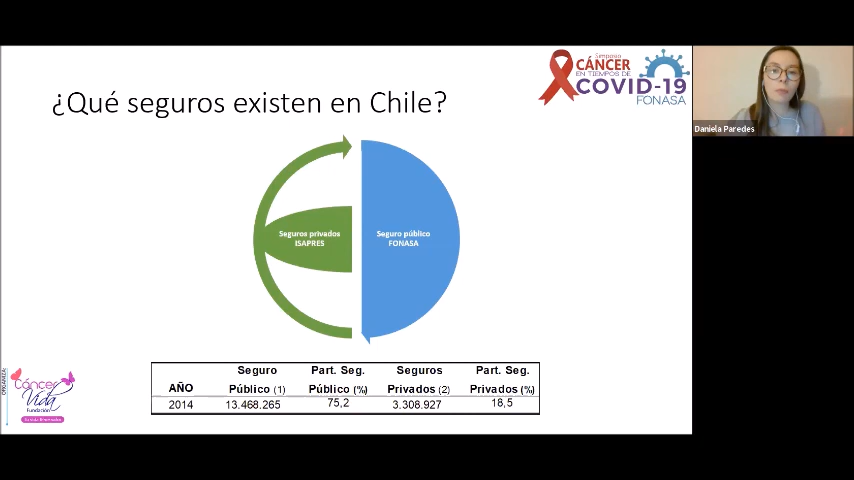 Simposio
CÁNCER
EN TIEMPOS DE
COVID-19
FONASA
¿Qué seguros existen en Chile?
Daniela Paredes
Seguros privados
ISAPRES
Seguro público
FONASA
Seguro Part. Seg. Seguros Part. Seg.
AÑO Público (1) Público (%) Privados (2) Privados (%)
2014 13.468.265 75,2 3.308.927 18,5
ORGANIZA:
Cáncer
Vida
Fundación